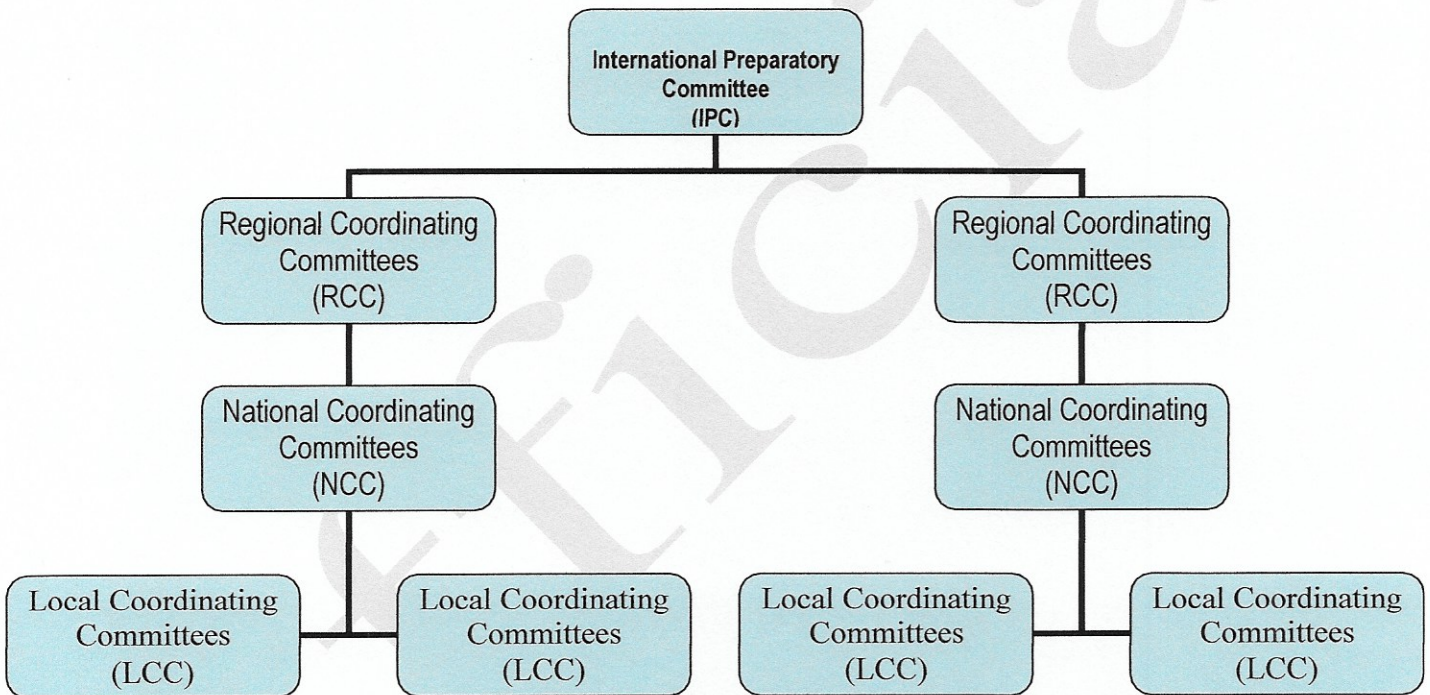 International Preparatory
Committee
(IPC)
Regional Coordinating
Committees
(RCC)
Regional Coordinating
Committees
(RCC)
National Coordinating
Committees
(NCC)
National Coordinating
Committees
(NCC)
Local Coordinating
Committees
(LCC)
Local Coordinating
Committees
(LCC)
Local Coordinating
Committees
(LCC)
Local Coordinating
Committees
(LCC)